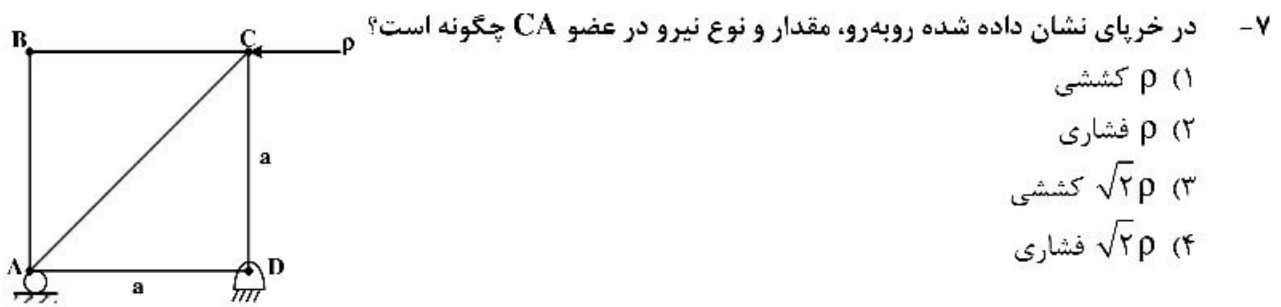 ۷- در خرپای نشان داده شده روبه‌رو، مقدار و نوع نیرو در عضو CA چگونه است؟
۱) ρ کششی
۲) ρ فشاری
۳) √۲ρ کششی
۴) √۲ρ فشاری
B C ρ
a
A D
a